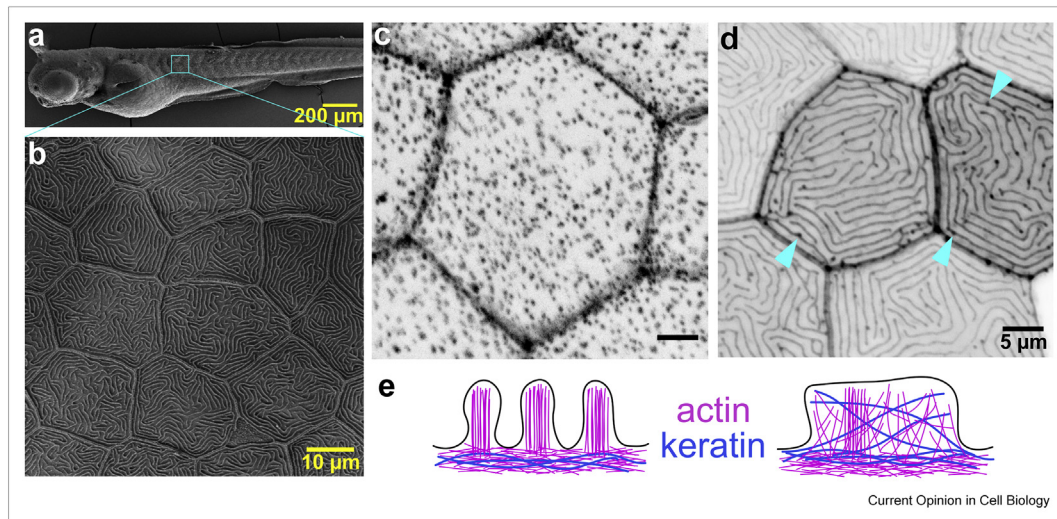 a
200 µm
b
10 µm
c
d
5 µm
e
actin
keratin
Current Opinion in Cell Biology